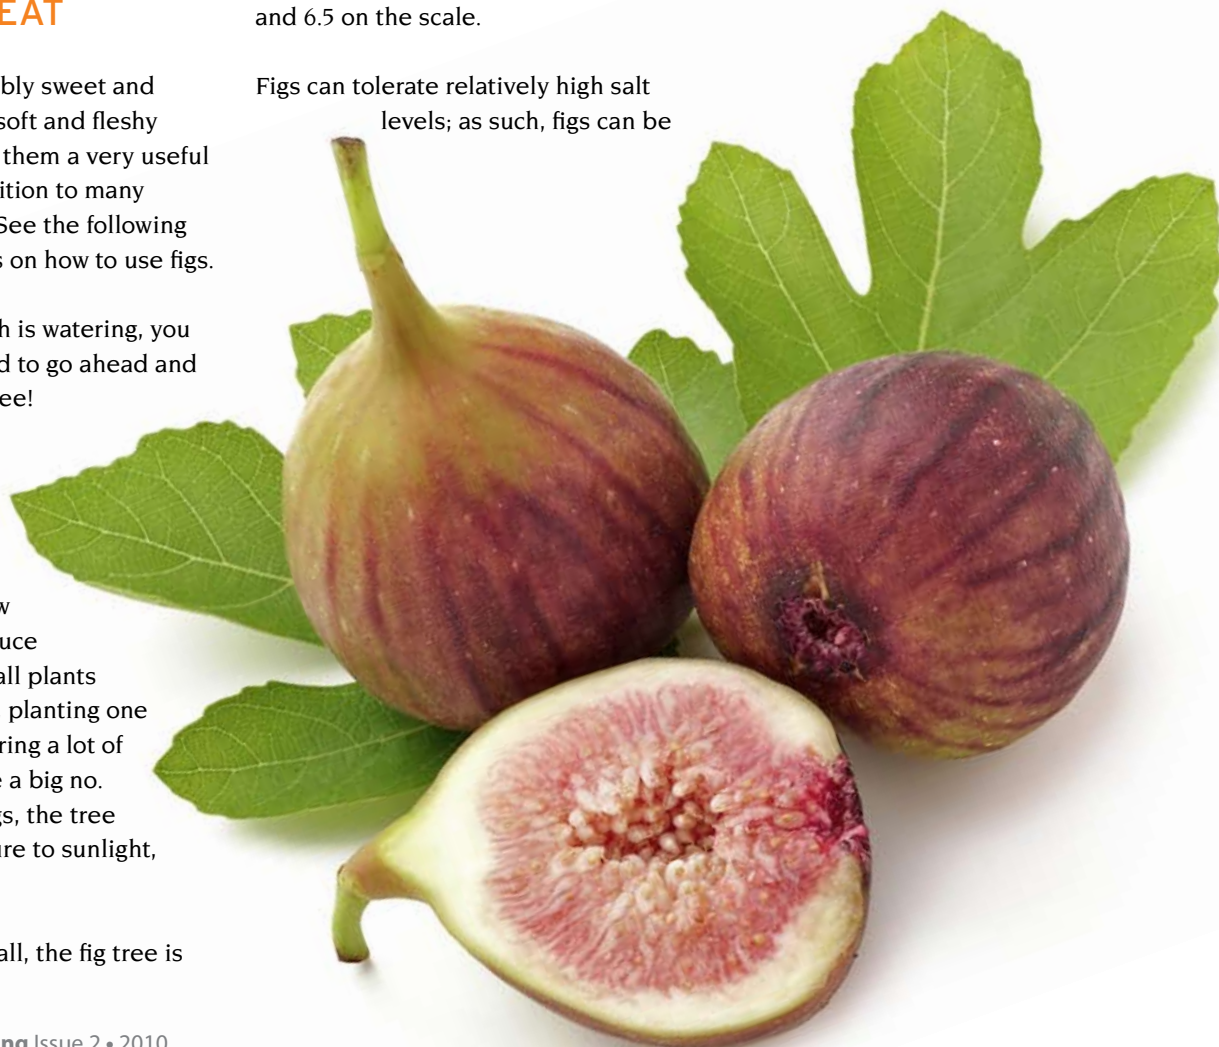 EAT
bly sweet and
soft and fleshy
them a very useful
ition to many
See the following
s on how to use figs.
h is watering, you
d to go ahead and
ee!
w
uce
all plants
planting one
ring a lot of
e a big no.
gs, the tree
ure to sunlight,
all, the fig tree is
ng Issue 2 • 2010
and 6.5 on the scale.
Figs can tolerate relatively high salt
levels; as such, figs can be